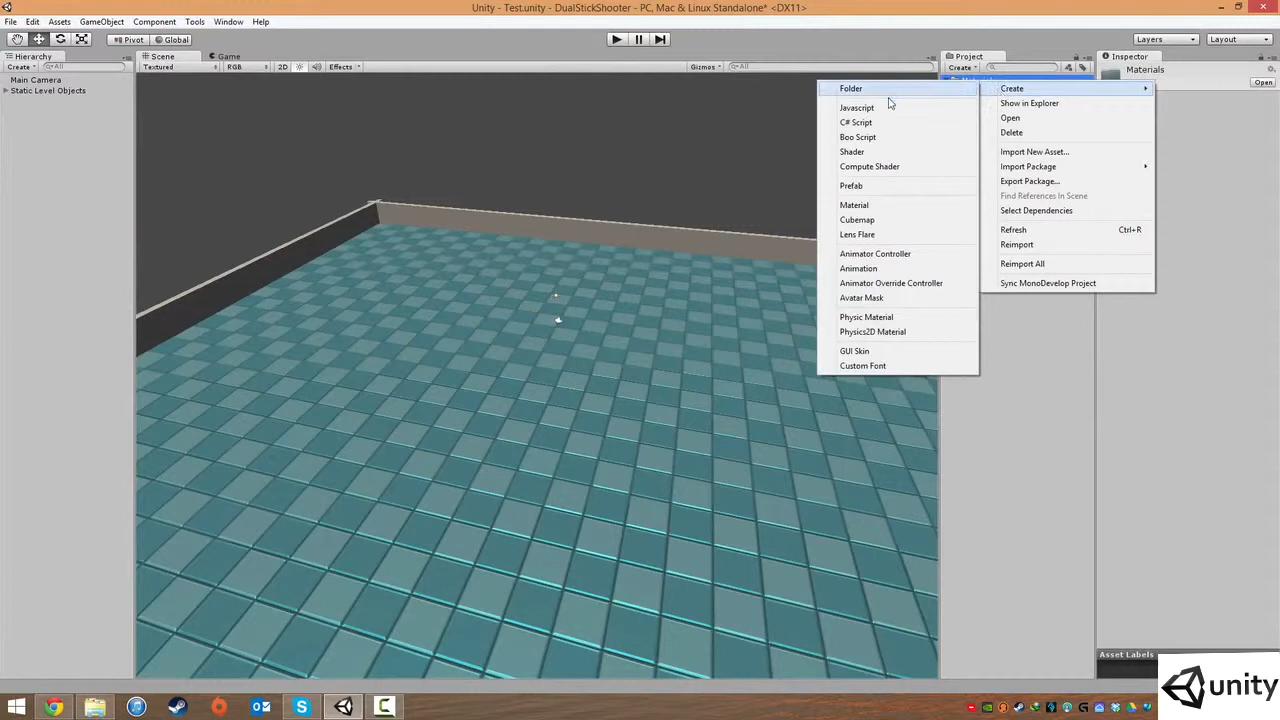 Unity - Test.unity - DualStickShooter - PC, Mac & Linux Standalone* <DX11>
File Edit Assets GameObject Component Tools Window Help
Pivot Global Layers Layout
Hierarchy Scene Game Project Inspector
Create All Textured RGB 2D Effects Gizmos All Create Materials Open
Main Camera
Static Level Objects
Folder
Javascript
C# Script
Boo Script
Shader
Compute Shader
Prefab
Material
Cubemap
Lens Flare
Animator Controller
Animation
Animator Override Controller
Avatar Mask
Physic Material
Physics2D Material
GUI Skin
Custom Font
Create
Show in Explorer
Open
Delete
Import New Asset...
Import Package
Export Package...
Find References In Scene
Select Dependencies
Refresh Ctrl+R
Reimport
Reimport All
Sync MonoDevelop Project
Asset Labels
unity